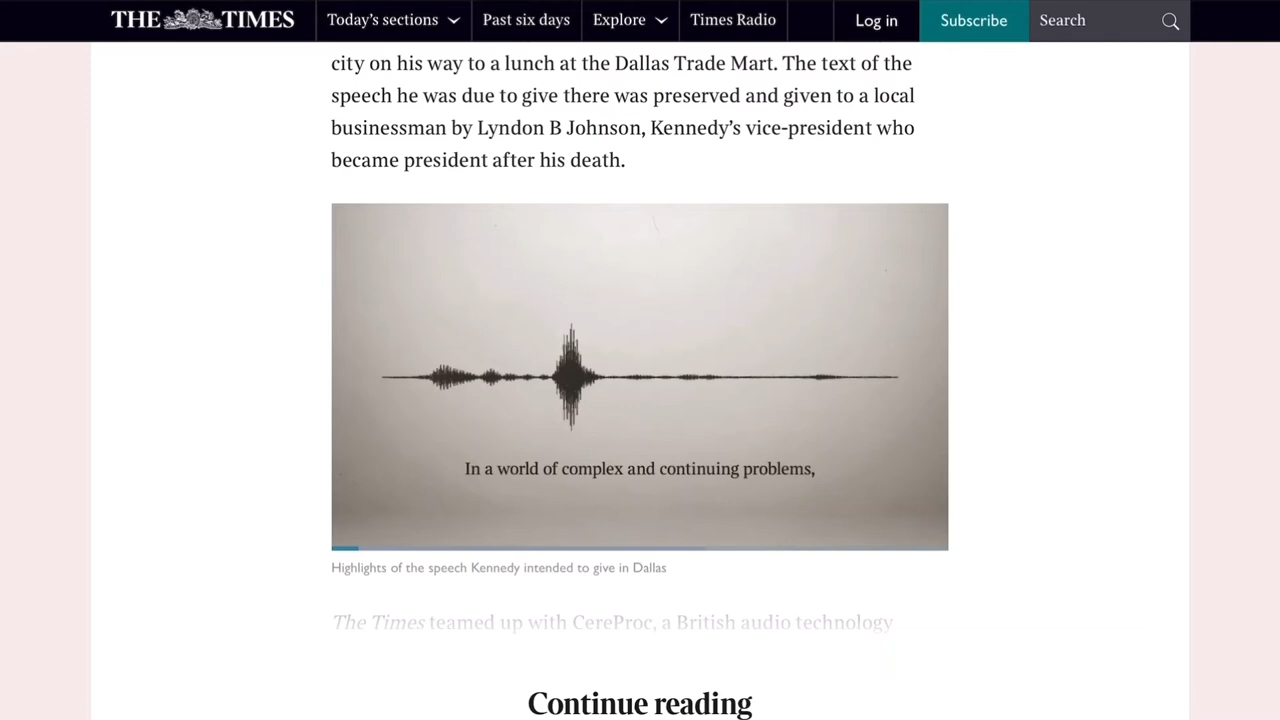 THE TIMES
Today's sections
Past six days
Explore
Times Radio
Log in
Subscribe
Search
city on his way to a lunch at the Dallas Trade Mart. The text of the
speech he was due to give there was preserved and given to a local
businessman by Lyndon B Johnson, Kennedy’s vice-president who
became president after his death.
In a world of complex and continuing problems,
Highlights of the speech Kennedy intended to give in Dallas
The Times teamed up with CereProc, a British audio technology
Continue reading